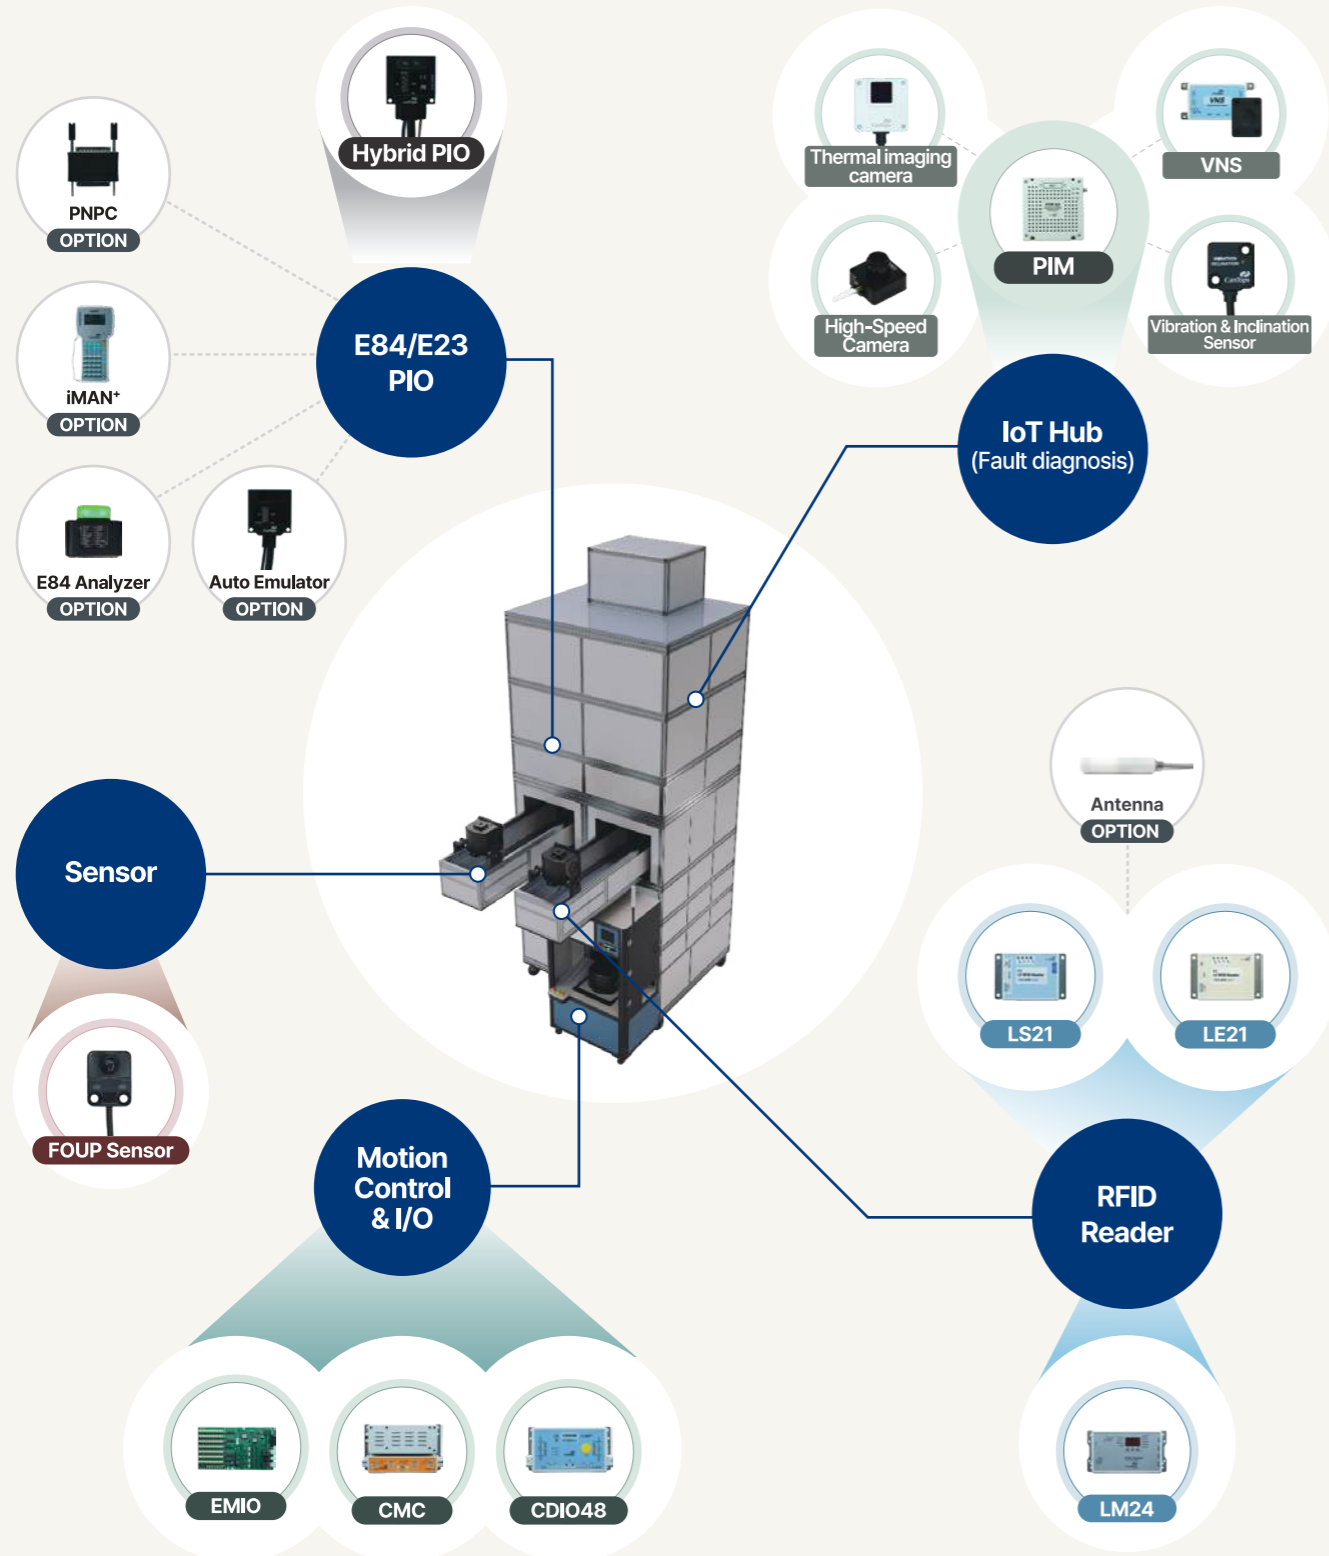 Hybrid PIO
PNPC
OPTION
iMAN+
OPTION
E84 Analyzer
OPTION
Auto Emulator
OPTION
E84/E23
PIO
Thermal imaging
camera
VNS
VNS
PIM
High-Speed
Camera
CanTops
Vibration & Inclination
Sensor
IoT Hub
(Fault diagnosis)
Sensor
FOUP Sensor
Antenna
OPTION
LS21
LE21
RFID
Reader
LM24
Motion
Control
& I/O
EMIO
CMC
CDIO48